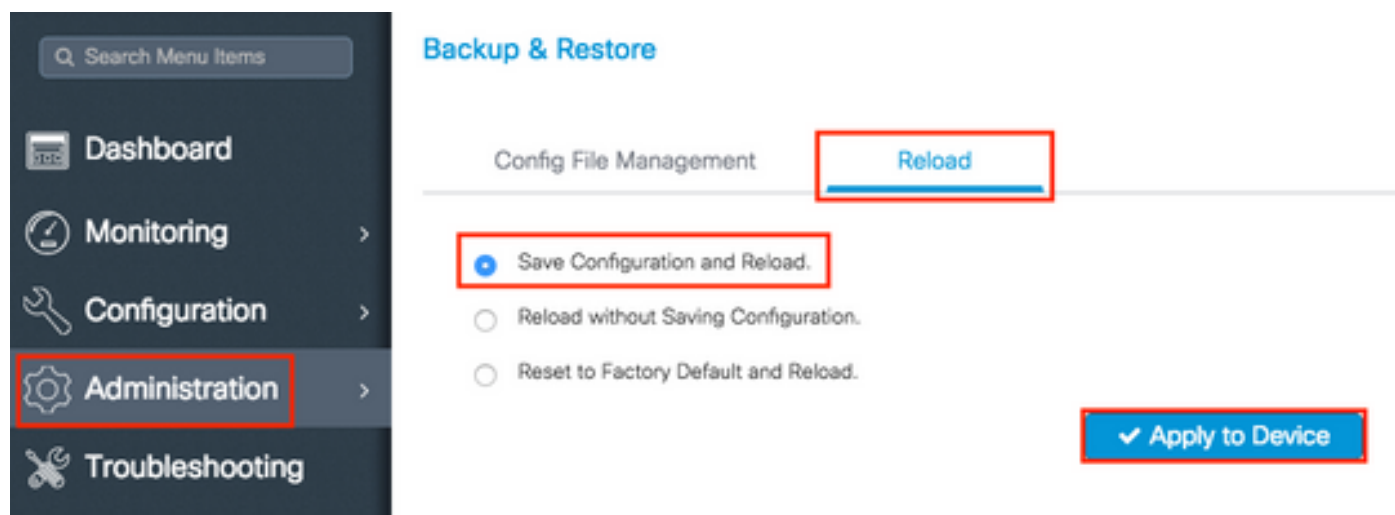 Search Menu Items
Dashboard
Monitoring
Configuration
Administration
Troubleshooting
Backup & Restore
Config File Management
Reload
Save Configuration and Reload.
Reload without Saving Configuration.
Reset to Factory Default and Reload.
Apply to Device